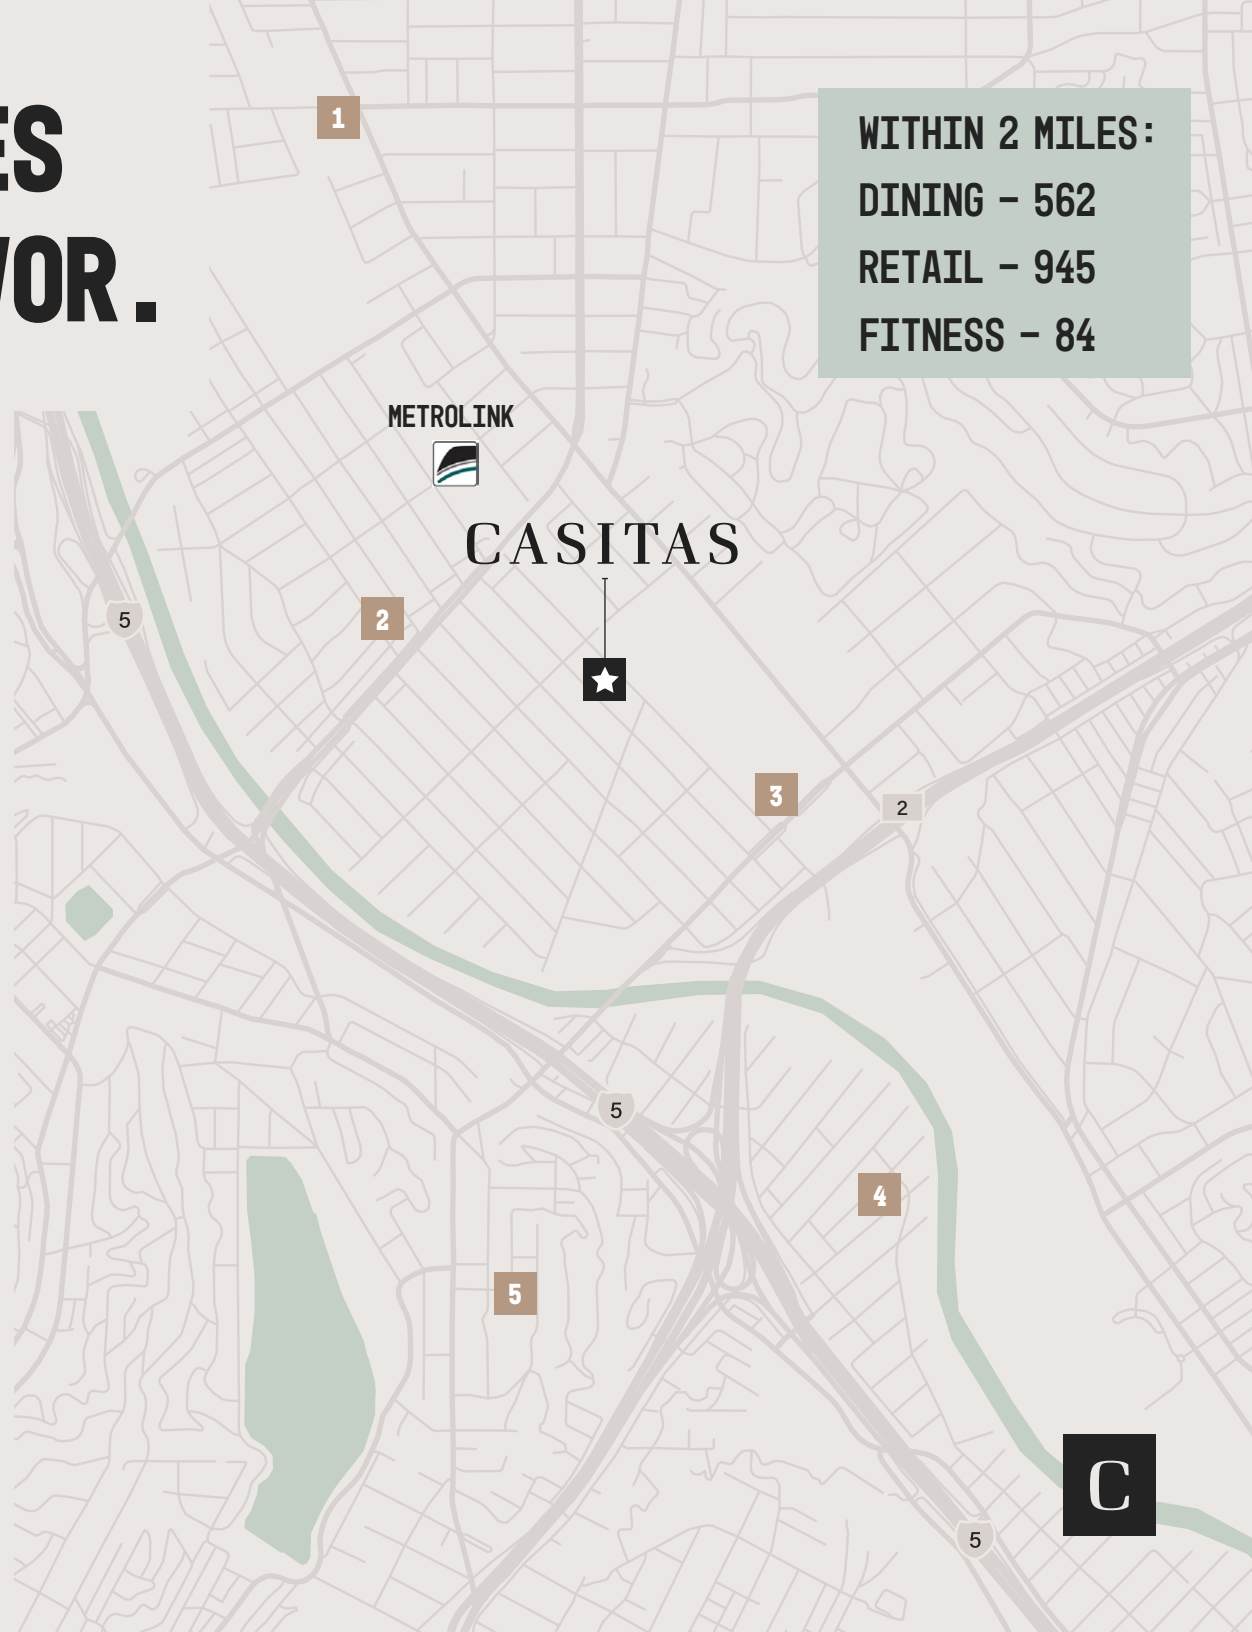 ES
VOR.
1
WITHIN 2 MILES:
DINING – 562
RETAIL – 945
FITNESS – 84
METROLINK
CASITAS
5
2
3
2
5
4
5
C
5